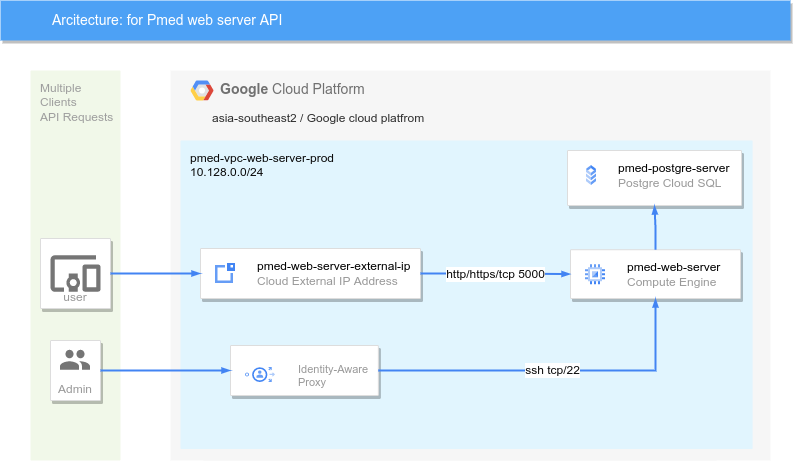 Arcitecture: for Pmed web server API
Multiple
Clients
API Requests
Google Cloud Platform
asia-southeast2 / Google cloud platfrom
pmed-vpc-web-server-prod
10.128.0.0/24
pmed-postgre-server
Postgre Cloud SQL
user
pmed-web-server-external-ip
Cloud External IP Address
http/https/tcp 5000
pmed-web-server
Compute Engine
Admin
Identity-Aware
Proxy
ssh tcp/22